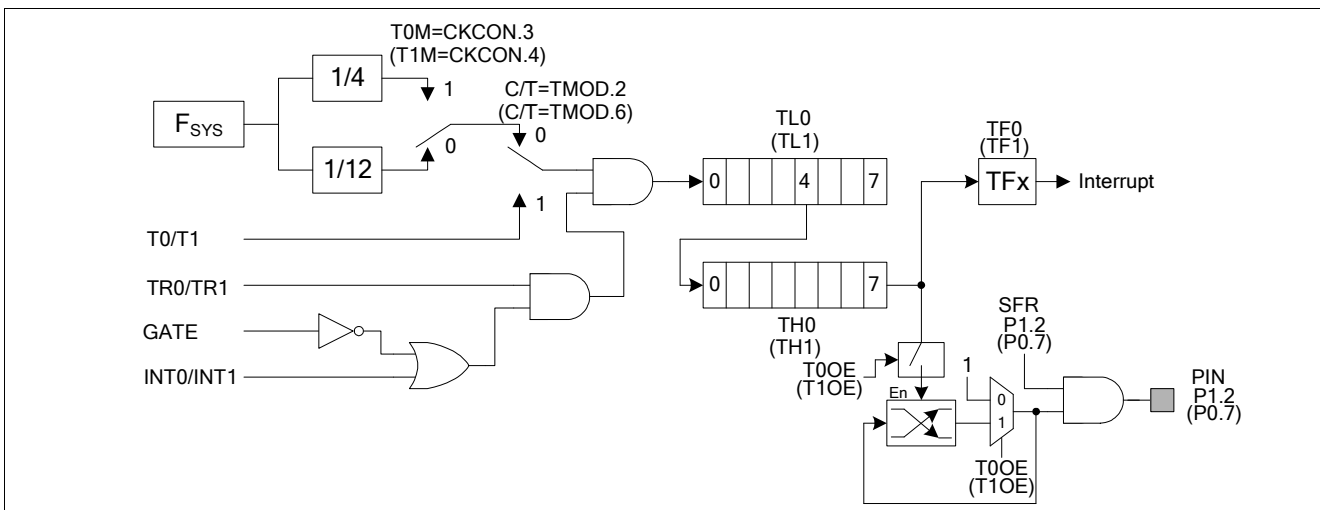 T0M=CKCON.3
(T1M=CKCON.4)
1/4
1
C/T=TMOD.2
(C/T=TMOD.6)
FSYS
0
0
1/12
1
TL0
(TL1)
0 4 7
TF0
(TF1)
TFx
Interrupt
T0/T1
TR0/TR1
GATE
INT0/INT1
0 7
TH0
(TH1)
T0OE
(T1OE)
SFR
P1.2
(P0.7)
1
En
0
1
T0OE
(T1OE)
PIN
P1.2
(P0.7)